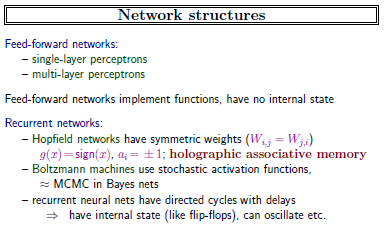 Network structures
Feed-forward networks:
– single-layer perceptrons
– multi-layer perceptrons
Feed-forward networks implement functions, have no internal state
Recurrent networks:
– Hopfield networks have symmetric weights (W_{i,j} = W_{j,i})
g(x) = sign(x), a_i = ± 1; holographic associative memory
– Boltzmann machines use stochastic activation functions,
≈ MCMC in Bayes nets
– recurrent neural nets have directed cycles with delays
⇒ have internal state (like flip-flops), can oscillate etc.